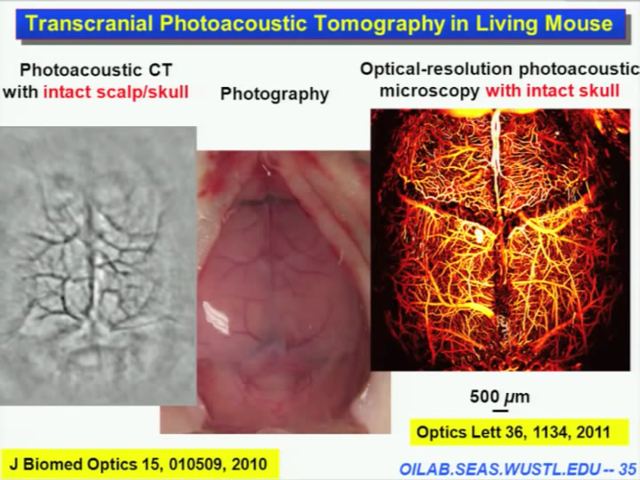 Transcranial Photoacoustic Tomography in Living Mouse
Photoacoustic CT
with intact scalp/skull
Photography
Optical-resolution photoacoustic
microscopy with intact skull
500 µm
Optics Lett 36, 1134, 2011
J Biomed Optics 15, 010509, 2010
OILAB.SEAS.WUSTL.EDU -- 35